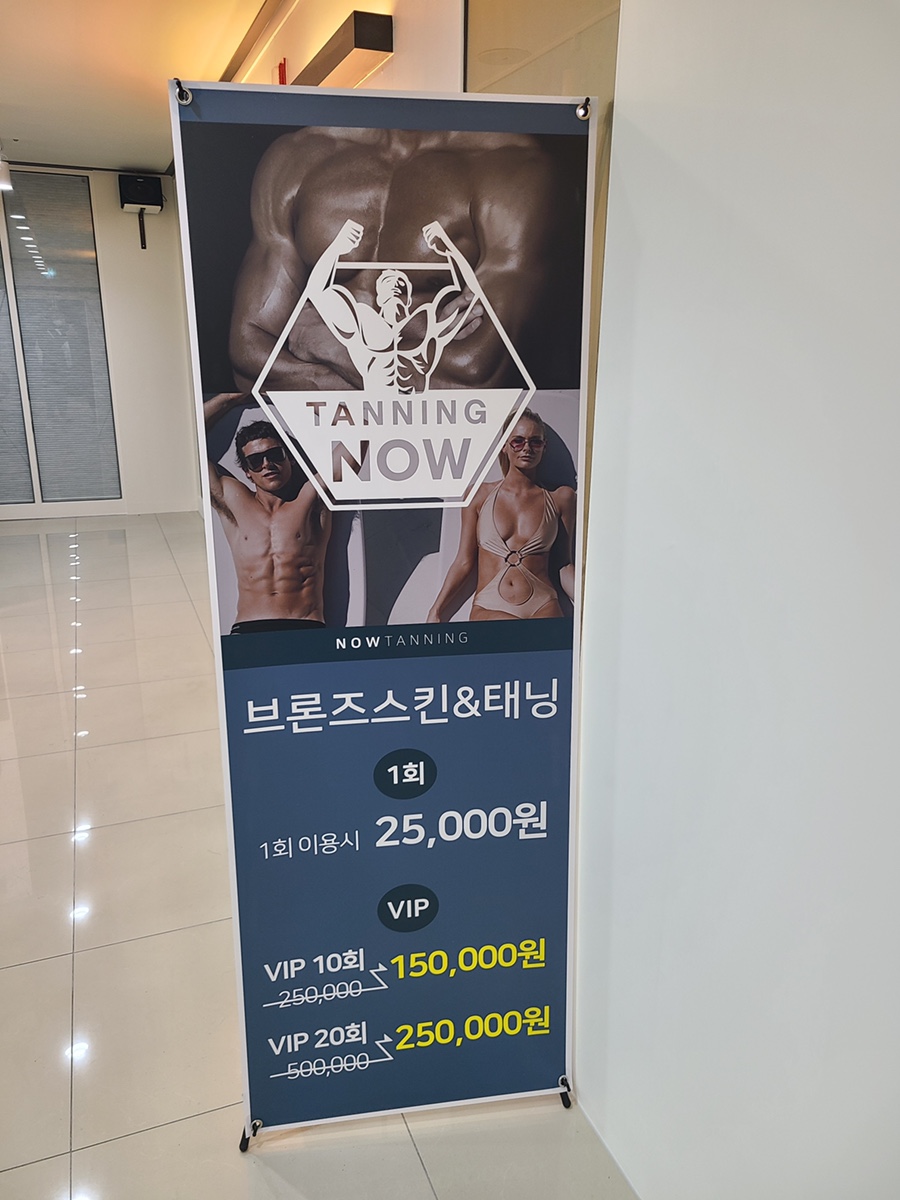 TANNING
NOW
NOWTANNING
브론즈스킨&태닝
1회
1회 이용시 25,000원
VIP
VIP 10회 150,000원
250,000
VIP 20회 250,000원
500,000